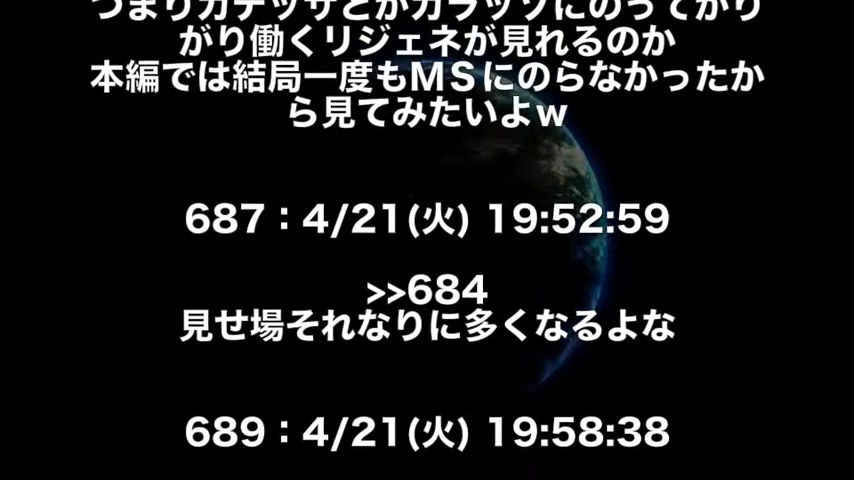 つまりガデッサとかガラッゾにのってがり
がり働くリジェネが見れるのか
本編では結局一度もＭＳにのらなかったか
ら見てみたいよｗ
687：4/21(火) 19:52:59
>>684
見せ場それなりに多くなるよな
689：4/21(火) 19:58:38